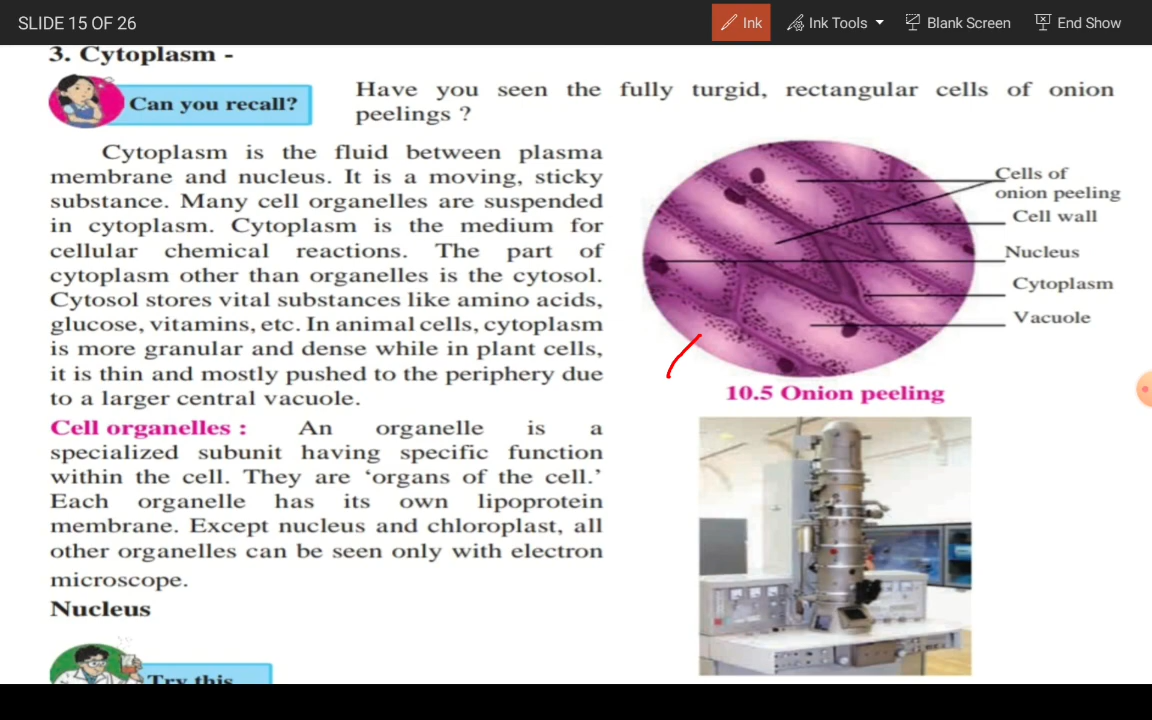 SLIDE 15 OF 26
Ink
Ink Tools
Blank Screen
End Show
3. Cytoplasm -
Can you recall?
Have you seen the fully turgid, rectangular cells of onion
peelings ?
Cytoplasm is the fluid between plasma
membrane and nucleus. It is a moving, sticky
substance. Many cell organelles are suspended
in cytoplasm. Cytoplasm is the medium for
cellular chemical reactions. The part of
cytoplasm other than organelles is the cytosol.
Cytosol stores vital substances like amino acids,
glucose, vitamins, etc. In animal cells, cytoplasm
is more granular and dense while in plant cells,
it is thin and mostly pushed to the periphery due
to a larger central vacuole.
Cell organelles : An organelle is a
specialized subunit having specific function
within the cell. They are ‘organs of the cell.’
Each organelle has its own lipoprotein
membrane. Except nucleus and chloroplast, all
other organelles can be seen only with electron
microscope.
Nucleus
Try this
Cells of
onion peeling
Cell wall
Nucleus
Cytoplasm
Vacuole
10.5 Onion peeling